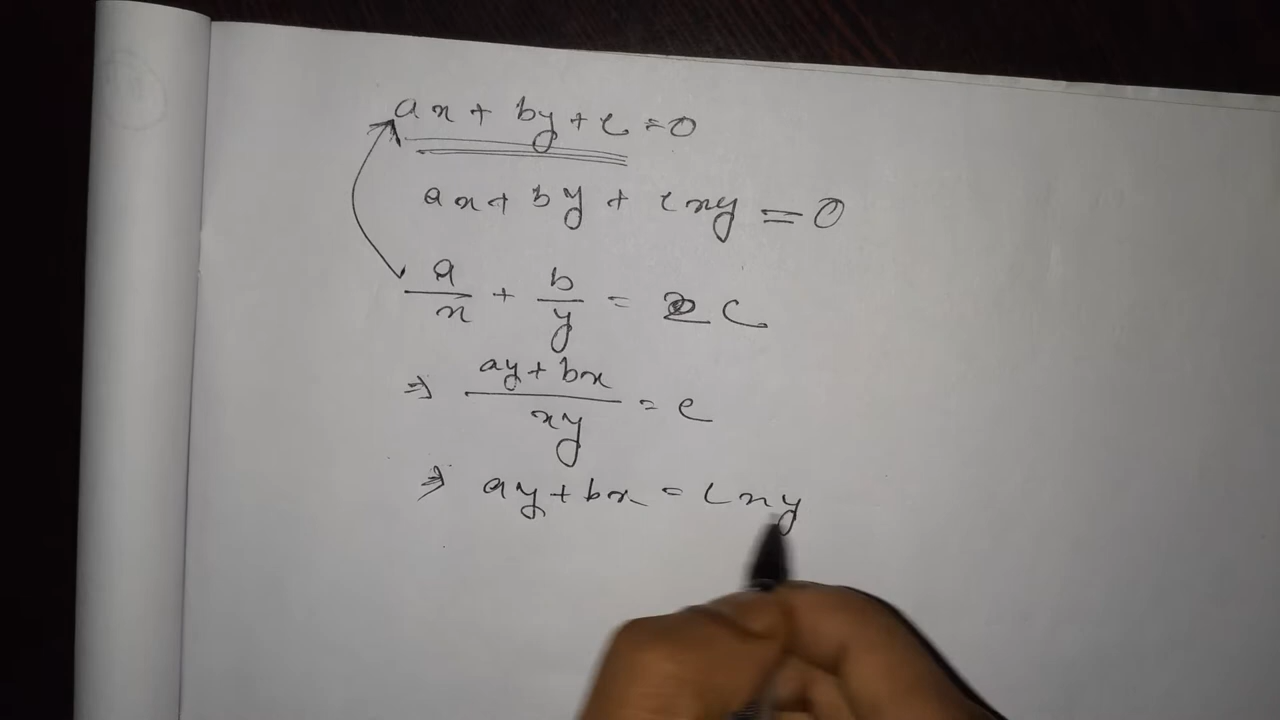 ax + by + c = 0
ax + by + cxy = 0
a/x + b/y = c
⇒ (ay + bx)/xy = c
⇒ ay + bx = cxy